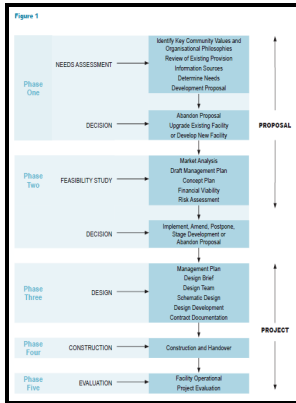 Figure 1
Identify Key Community Values and
Organisational Philosophies
Review of Existing Provision
Information Sources
Determine Needs
Development Proposal
NEEDS ASSESSMENT
Phase
One
Abandon Proposal
Upgrade Existing Facility
or Develop New Facility
DECISION
PROPOSAL
Market Analysis
Draft Management Plan
Concept Plan
Financial Viability
Risk Assessment
Phase
Two
FEASIBILITY STUDY
Implement, Amend, Postpone,
Stage Development or
Abandon Proposal
DECISION
Management Plan
Design Brief
Design Team
Schematic Design
Design Development
Contract Documentation
Phase
Three
DESIGN
PROJECT
Phase
Four
CONSTRUCTION
Construction and Handover
Phase
Five
EVALUATION
Facility Operational
Project Evaluation